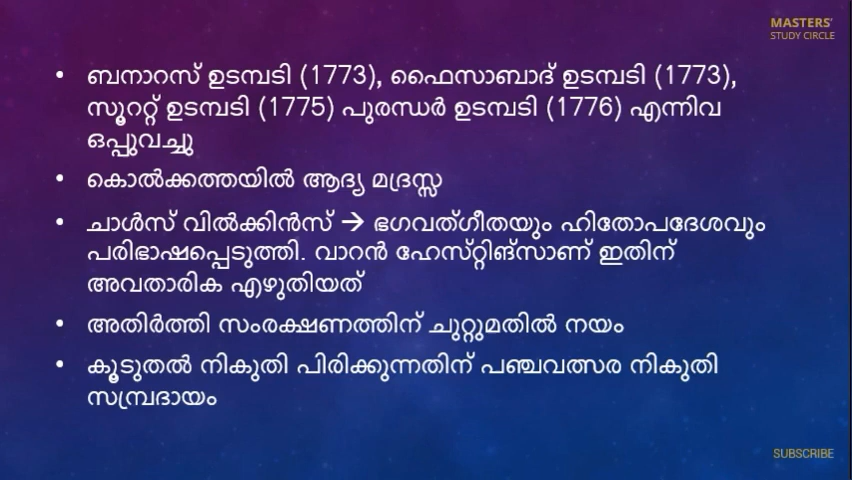 MASTERS'
STUDY CIRCLE
• ബനാറസ് ഉടമ്പടി (1773), ഫൈസാബാദ് ഉടമ്പടി (1773),
സൂററ്റ് ഉടമ്പടി (1775) പുരന്ധർ ഉടമ്പടി (1776) എന്നിവ
ഒപ്പുവച്ചു
• കൊൽക്കത്തയിൽ ആദ്യ മദ്രസ്സ
• ചാൾസ് വിൽക്കിൻസ് → ഭഗവത്ഗീതയും ഹിതോപദേശവും
പരിഭാഷപ്പെടുത്തി. വാറൻ ഹേസ്റ്റിങ്സാണ് ഇതിന്
അവതാരിക എഴുതിയത്
• അതിർത്തി സംരക്ഷണത്തിന് ചുറ്റുമതിൽ നയം
• കൂടുതൽ നികുതി പിരിക്കുന്നതിന് പഞ്ചവത്സര നികുതി
സമ്പ്രദായം
SUBSCRIBE